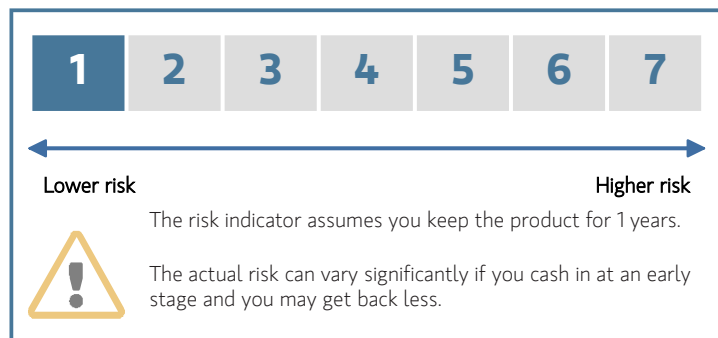 1 2 3 4 5 6 7
Lower risk Higher risk
The risk indicator assumes you keep the product for 1 years.
The actual risk can vary significantly if you cash in at an early
stage and you may get back less.